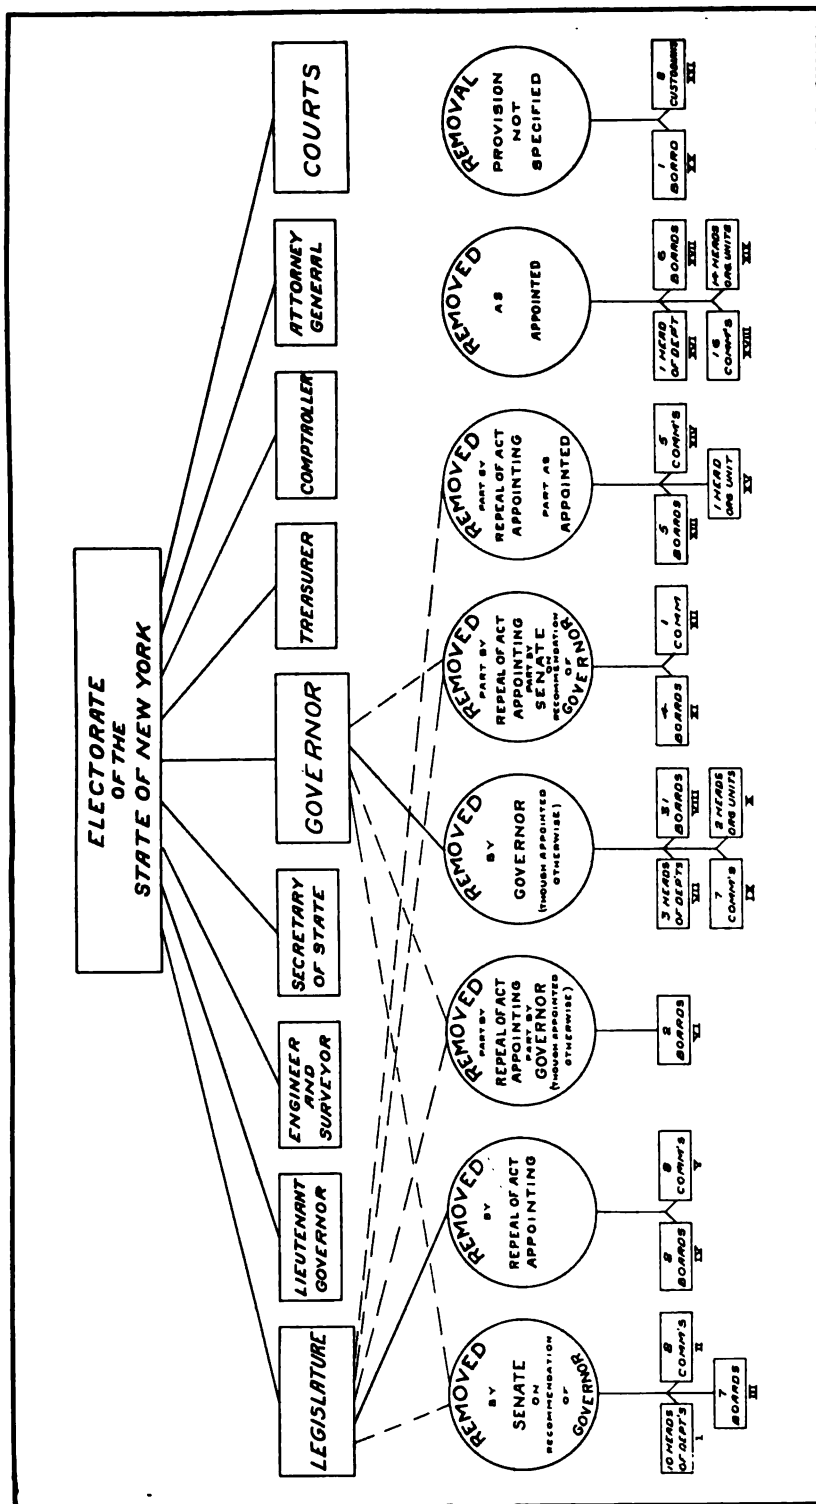 ELECTORATE
OF THE
STATE OF NEW YORK
LEGISLATURE
LIEUTENANT
GOVERNOR
ENGINEER
AND
SURVEYOR
SECRETARY
OF STATE
GOVERNOR
TREASURER
COMPTROLLER
ATTORNEY
GENERAL
COURTS
REMOVED
BY
SENATE
ON
RECOMMENDATION
OF
GOVERNOR
REMOVED
BY
REPEAL OF ACT
APPOINTING
REMOVED
PART BY
REPEAL OF ACT
APPOINTING
PART BY
GOVERNOR
(THOUGH APPOINTED
OTHERWISE)
REMOVED
BY
GOVERNOR
(THOUGH APPOINTED
OTHERWISE)
REMOVED
PART BY
REPEAL OF ACT
APPOINTING
PART BY
SENATE
ON
RECOMMENDATION
OF
GOVERNOR
REMOVED
PART BY
REPEAL OF ACT
APPOINTING
PART AS
APPOINTED
REMOVED
AS
APPOINTED
REMOVAL
PROVISION
NOT
SPECIFIED
10 HEADS
OF DEP'T'S
I
8
COMM'S
II
7
BOARDS
III
8
BOARDS
IV
8
COMM'S
V
2
BOARDS
VI
3 HEADS
OF DEP'TS
VII
31
BOARDS
VIII
7
COMM'S
IX
2 HEADS
ORG UNITS
X
4
BOARDS
XI
1
COMM
XII
5
BOARDS
XIII
5
COMM'S
XIV
1 HEAD
ORG UNIT
XV
1 HEAD
OF DEP'T
XVI
6
BOARDS
XVII
16
COMM'S
XVIII
14 HEADS
ORG UNITS
XIX
1
BOARD
XX
8
CUSTODIANS
XXI